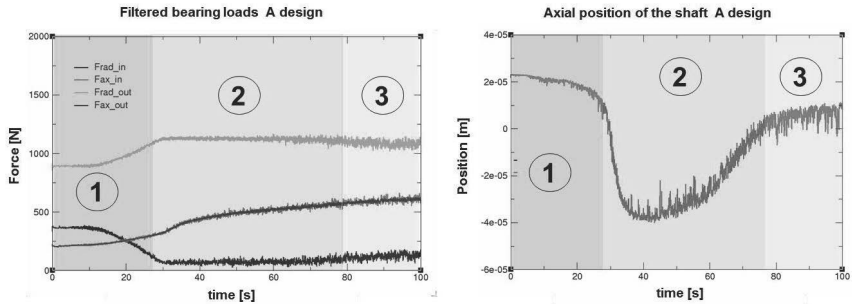 Filtered bearing loads A design
2000
1500
1000
500
0
Force [N]
Frad_in
Fax_in
Frad_out
Fax_out
1
2
3
0
20
40
60
80
100
time [s]
Axial position of the shaft A design
4e-05
2e-05
0
-2e-05
-4e-05
-6e-05
Position [m]
1
2
3
0
20
40
60
80
100
time [s]